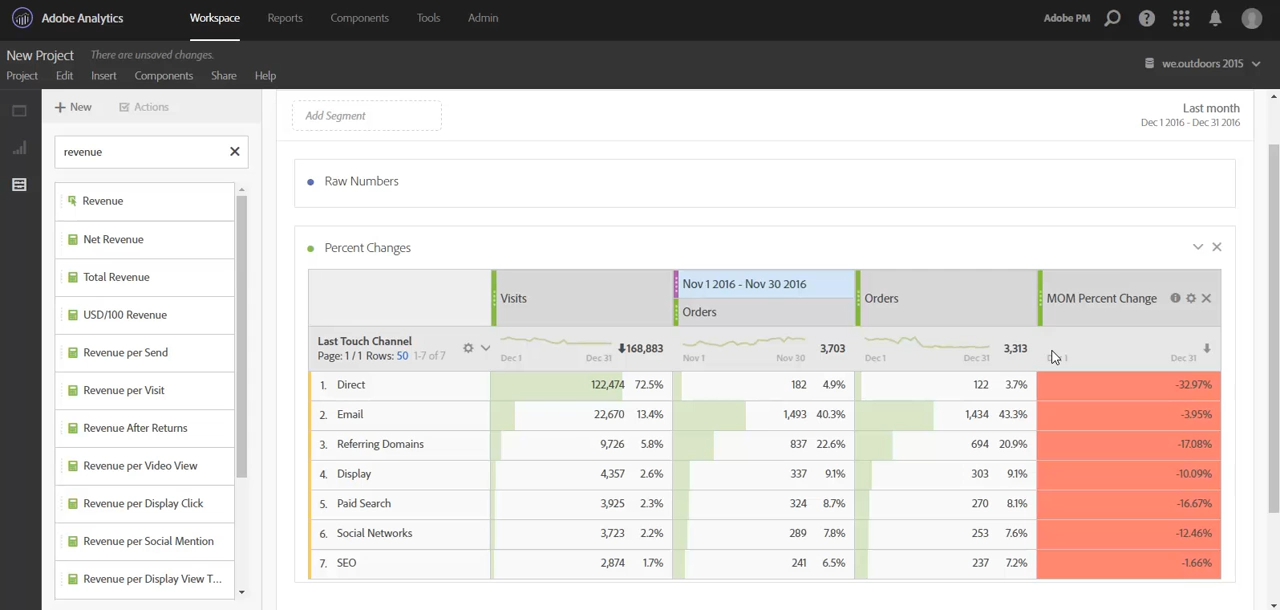 Adobe Analytics Workspace Reports Components Tools Admin Adobe PM
New Project There are unsaved changes.
Project Edit Insert Components Share Help we.outdoors 2015
+ New Actions
Add Segment
Last month
Dec 1 2016 - Dec 31 2016
revenue
Revenue
Net Revenue
Total Revenue
USD/100 Revenue
Revenue per Send
Revenue per Visit
Revenue After Returns
Revenue per Video View
Revenue per Display Click
Revenue per Social Mention
Revenue per Display View T...
Raw Numbers
Percent Changes
Visits Nov 1 2016 - Nov 30 2016 Orders Orders MOM Percent Change
Last Touch Channel
Page: 1 / 1 Rows: 50 1-7 of 7
Dec 1 Dec 31 168,883 Nov 1 Nov 30 3,703 Dec 1 Dec 31 3,313 Dec 31
1. Direct 122,474 72.5% 182 4.9% 122 3.7% -32.97%
2. Email 22,670 13.4% 1,493 40.3% 1,434 43.3% -3.95%
3. Referring Domains 9,726 5.8% 837 22.6% 694 20.9% -17.08%
4. Display 4,357 2.6% 337 9.1% 303 9.1% -10.09%
5. Paid Search 3,925 2.3% 324 8.7% 270 8.1% -16.67%
6. Social Networks 3,723 2.2% 289 7.8% 253 7.6% -12.46%
7. SEO 2,874 1.7% 241 6.5% 237 7.2% -1.66%